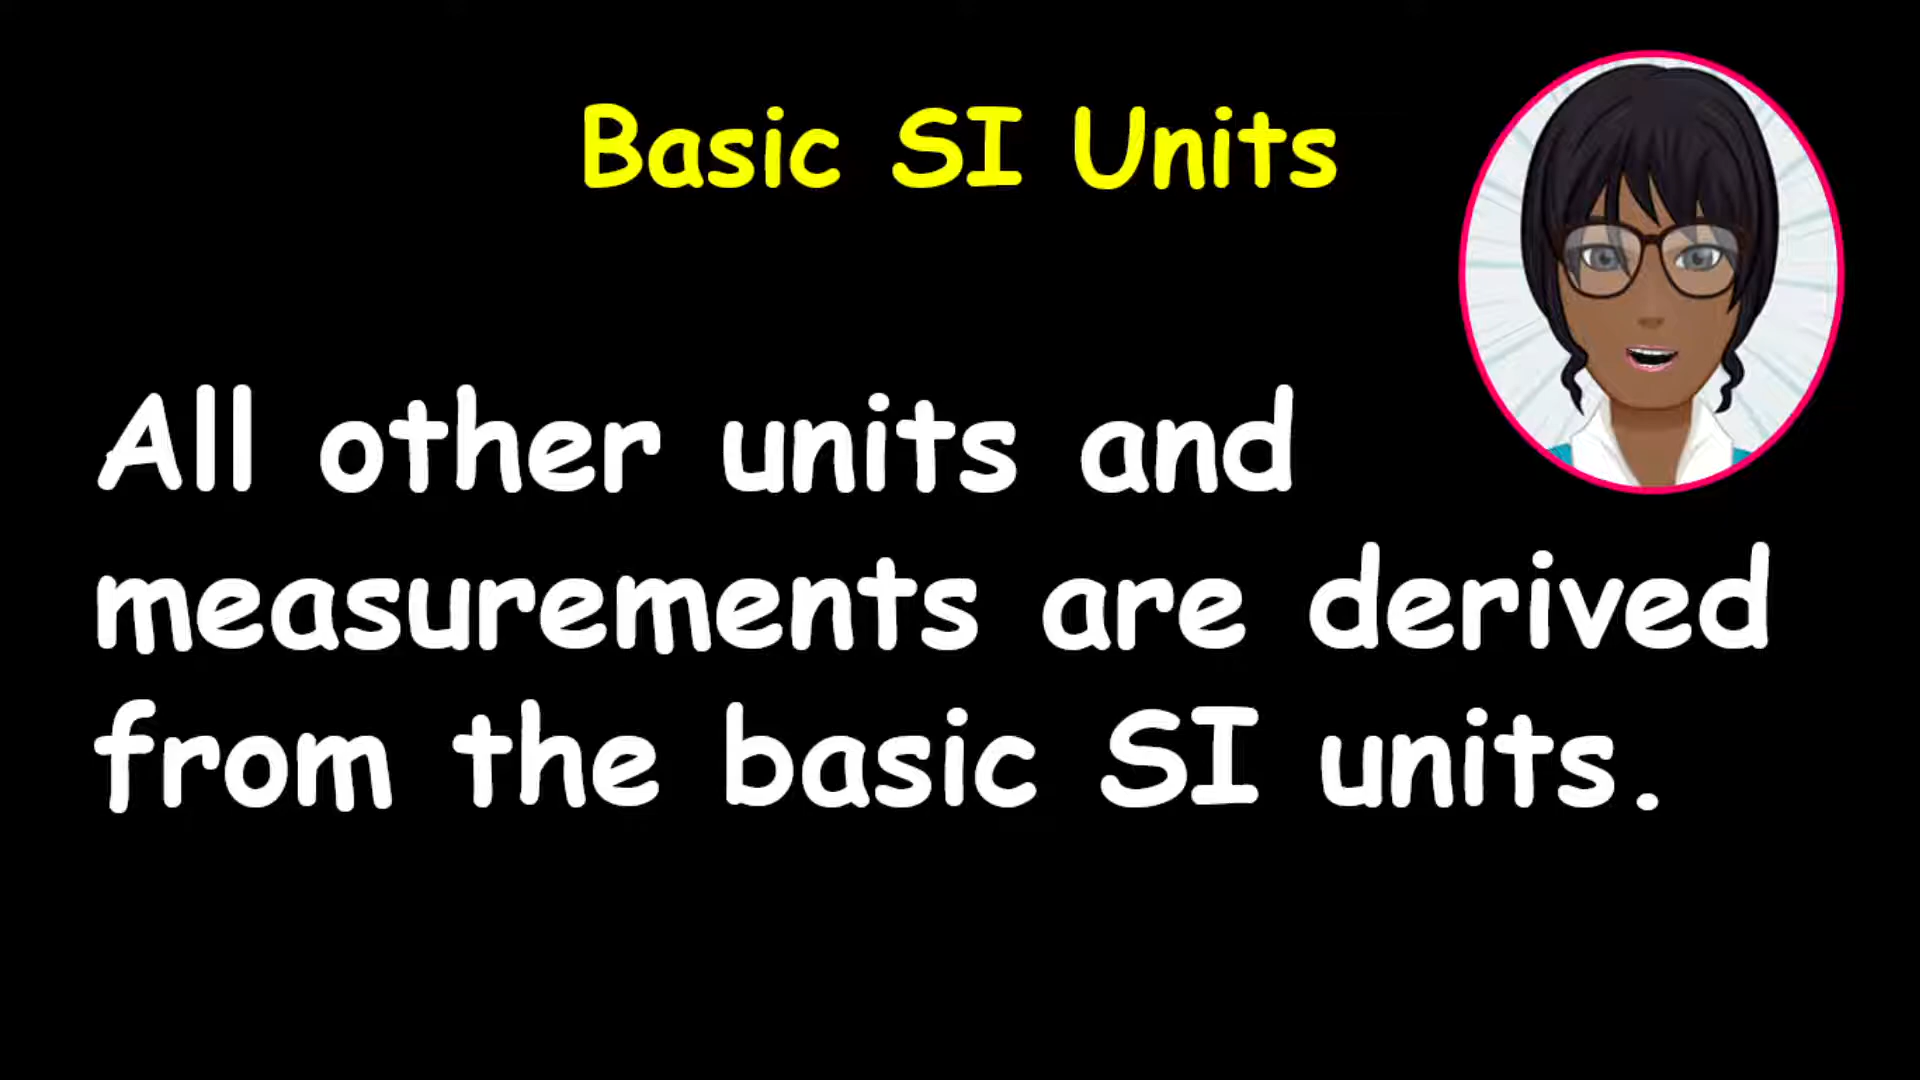 Basic SI Units
All other units and
measurements are derived
from the basic SI units.